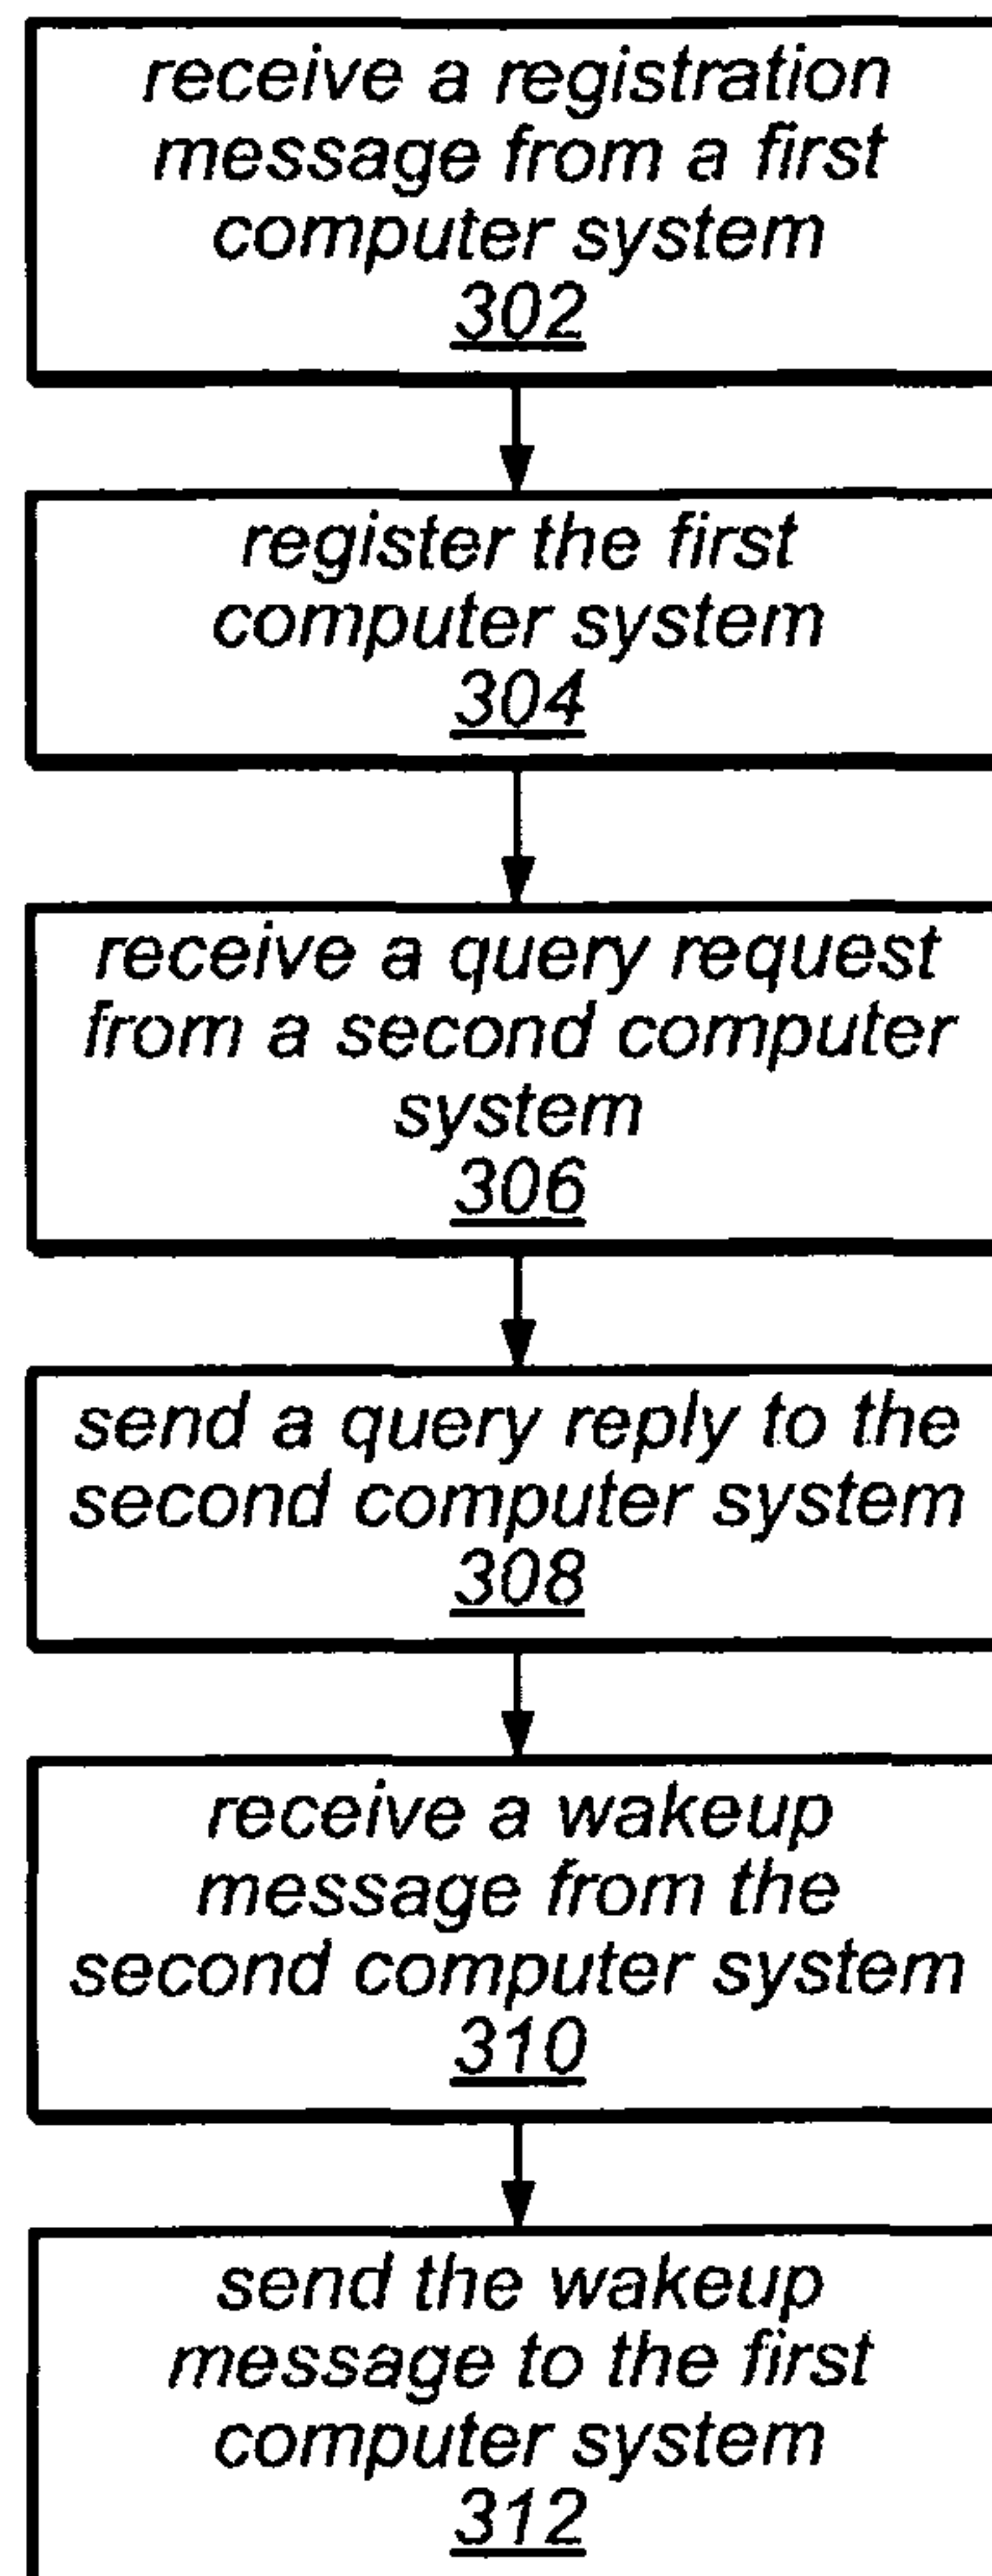 receive a registration
message from a first
computer system
302
register the first
computer system
304
receive a query request
from a second computer
system
306
send a query reply to the
second computer system
308
receive a wakeup
message from the
second computer system
310
send the wakeup
message to the first
computer system
312